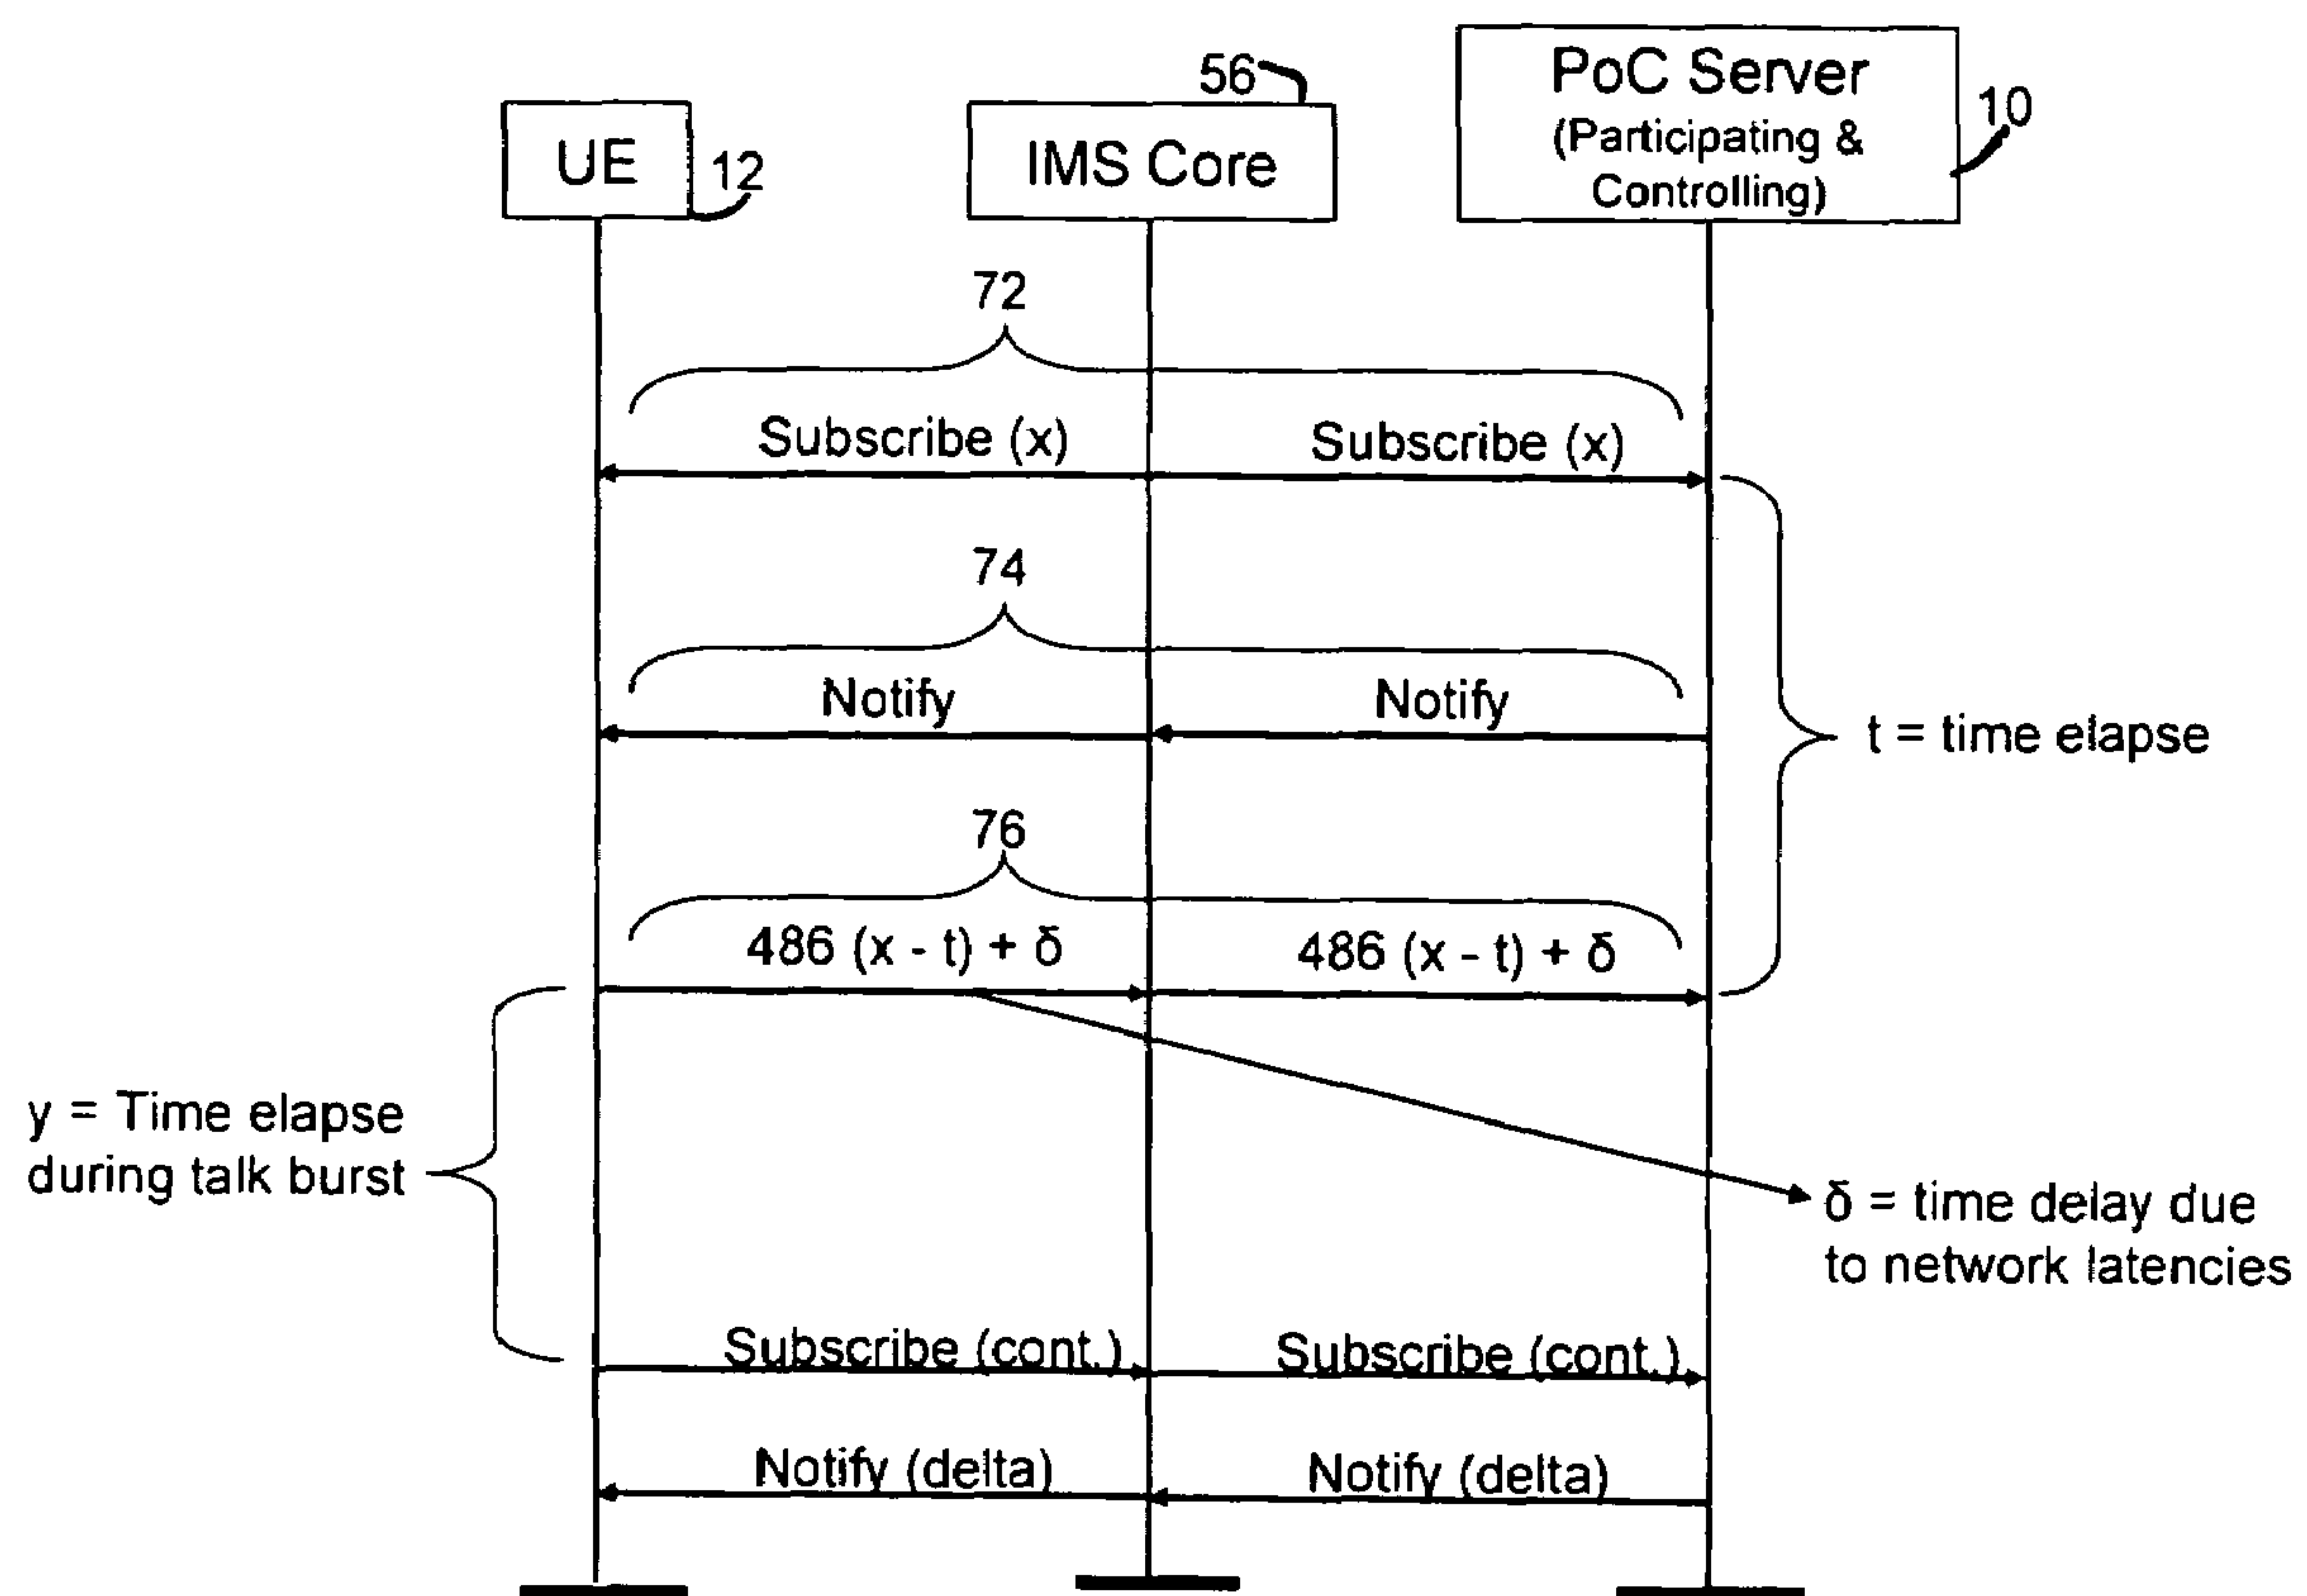 56
PoC Server
(Participating &
Controlling)
10
UE
12
IMS Core
72
Subscribe (x)
Subscribe (x)
74
Notify
Notify
t = time elapse
76
486 (x - t) + δ
486 (x - t) + δ
y = Time elapse
during talk burst
δ = time delay due
to network latencies
Subscribe (cont.)
Subscribe (cont.)
Notify (delta)
Notify (delta)